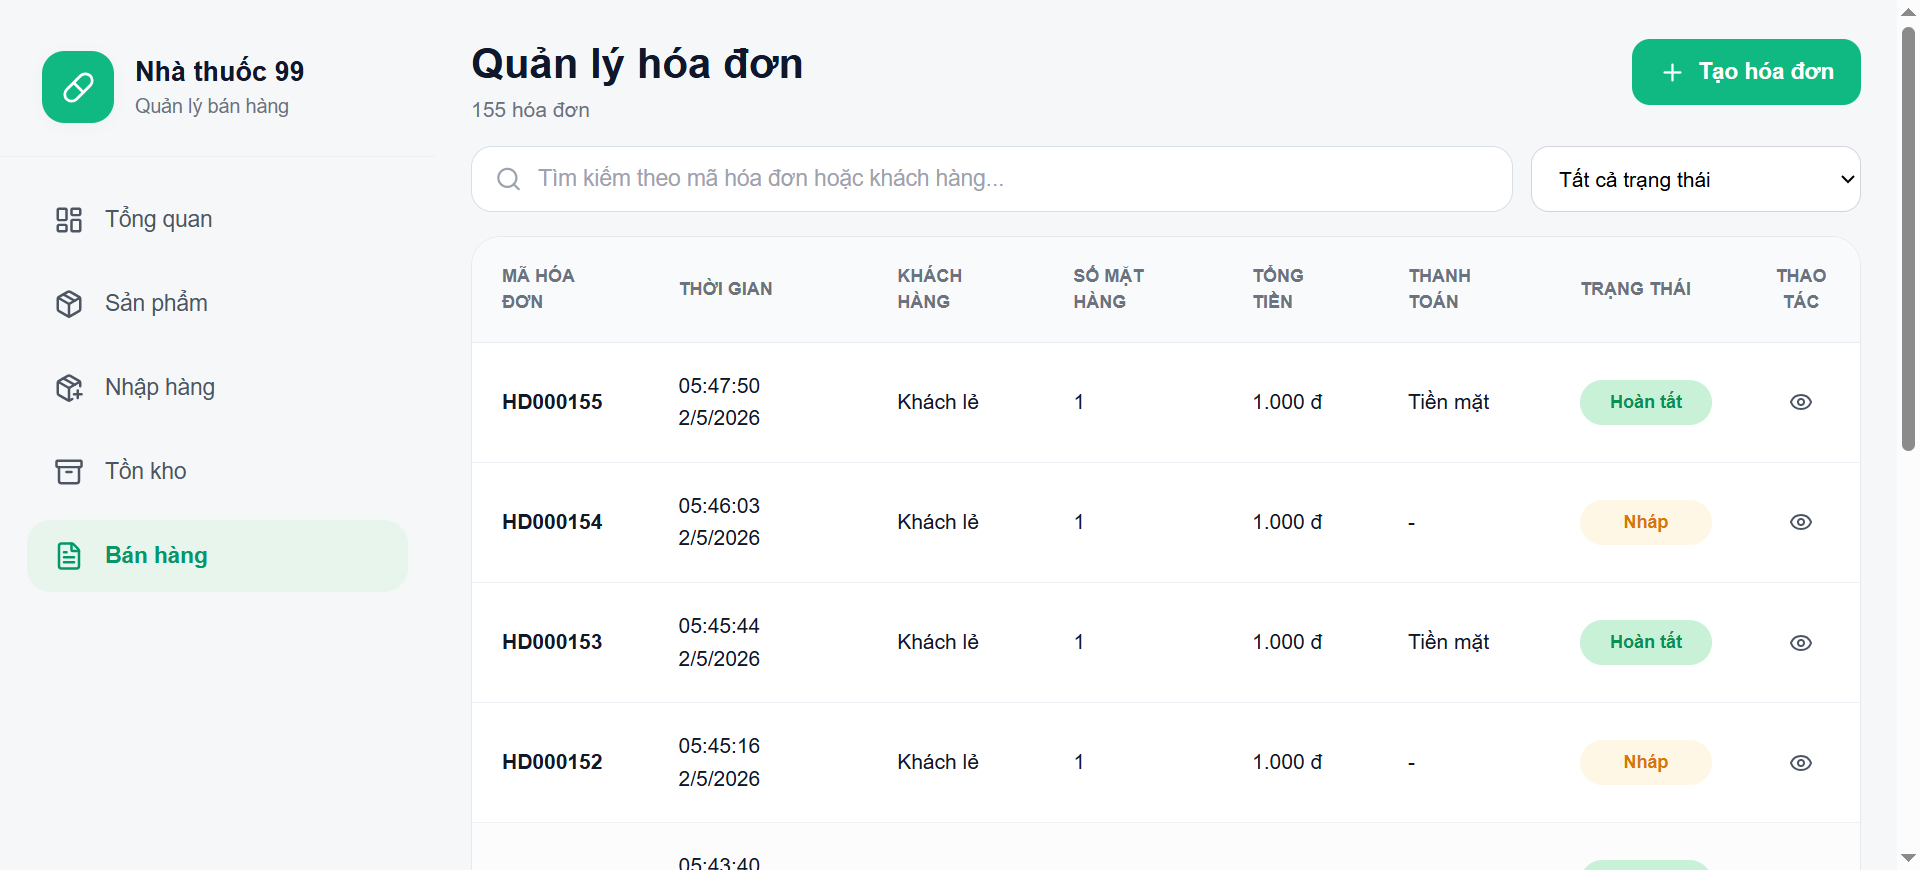 Nhà thuốc 99
Quản lý bán hàng
Tổng quan
Sản phẩm
Nhập hàng
Tồn kho
Bán hàng
Quản lý hóa đơn
155 hóa đơn
Tạo hóa đơn
Tìm kiếm theo mã hóa đơn hoặc khách hàng...
Tất cả trạng thái
MÃ HÓA ĐƠN THỜI GIAN KHÁCH HÀNG SỐ MẶT HÀNG TỔNG TIỀN THANH TOÁN TRẠNG THÁI THAO TÁC
HD000155 05:47:50 2/5/2026 Khách lẻ 1 1.000 đ Tiền mặt Hoàn tất
HD000154 05:46:03 2/5/2026 Khách lẻ 1 1.000 đ - Nháp
HD000153 05:45:44 2/5/2026 Khách lẻ 1 1.000 đ Tiền mặt Hoàn tất
HD000152 05:45:16 2/5/2026 Khách lẻ 1 1.000 đ - Nháp
05:43:40